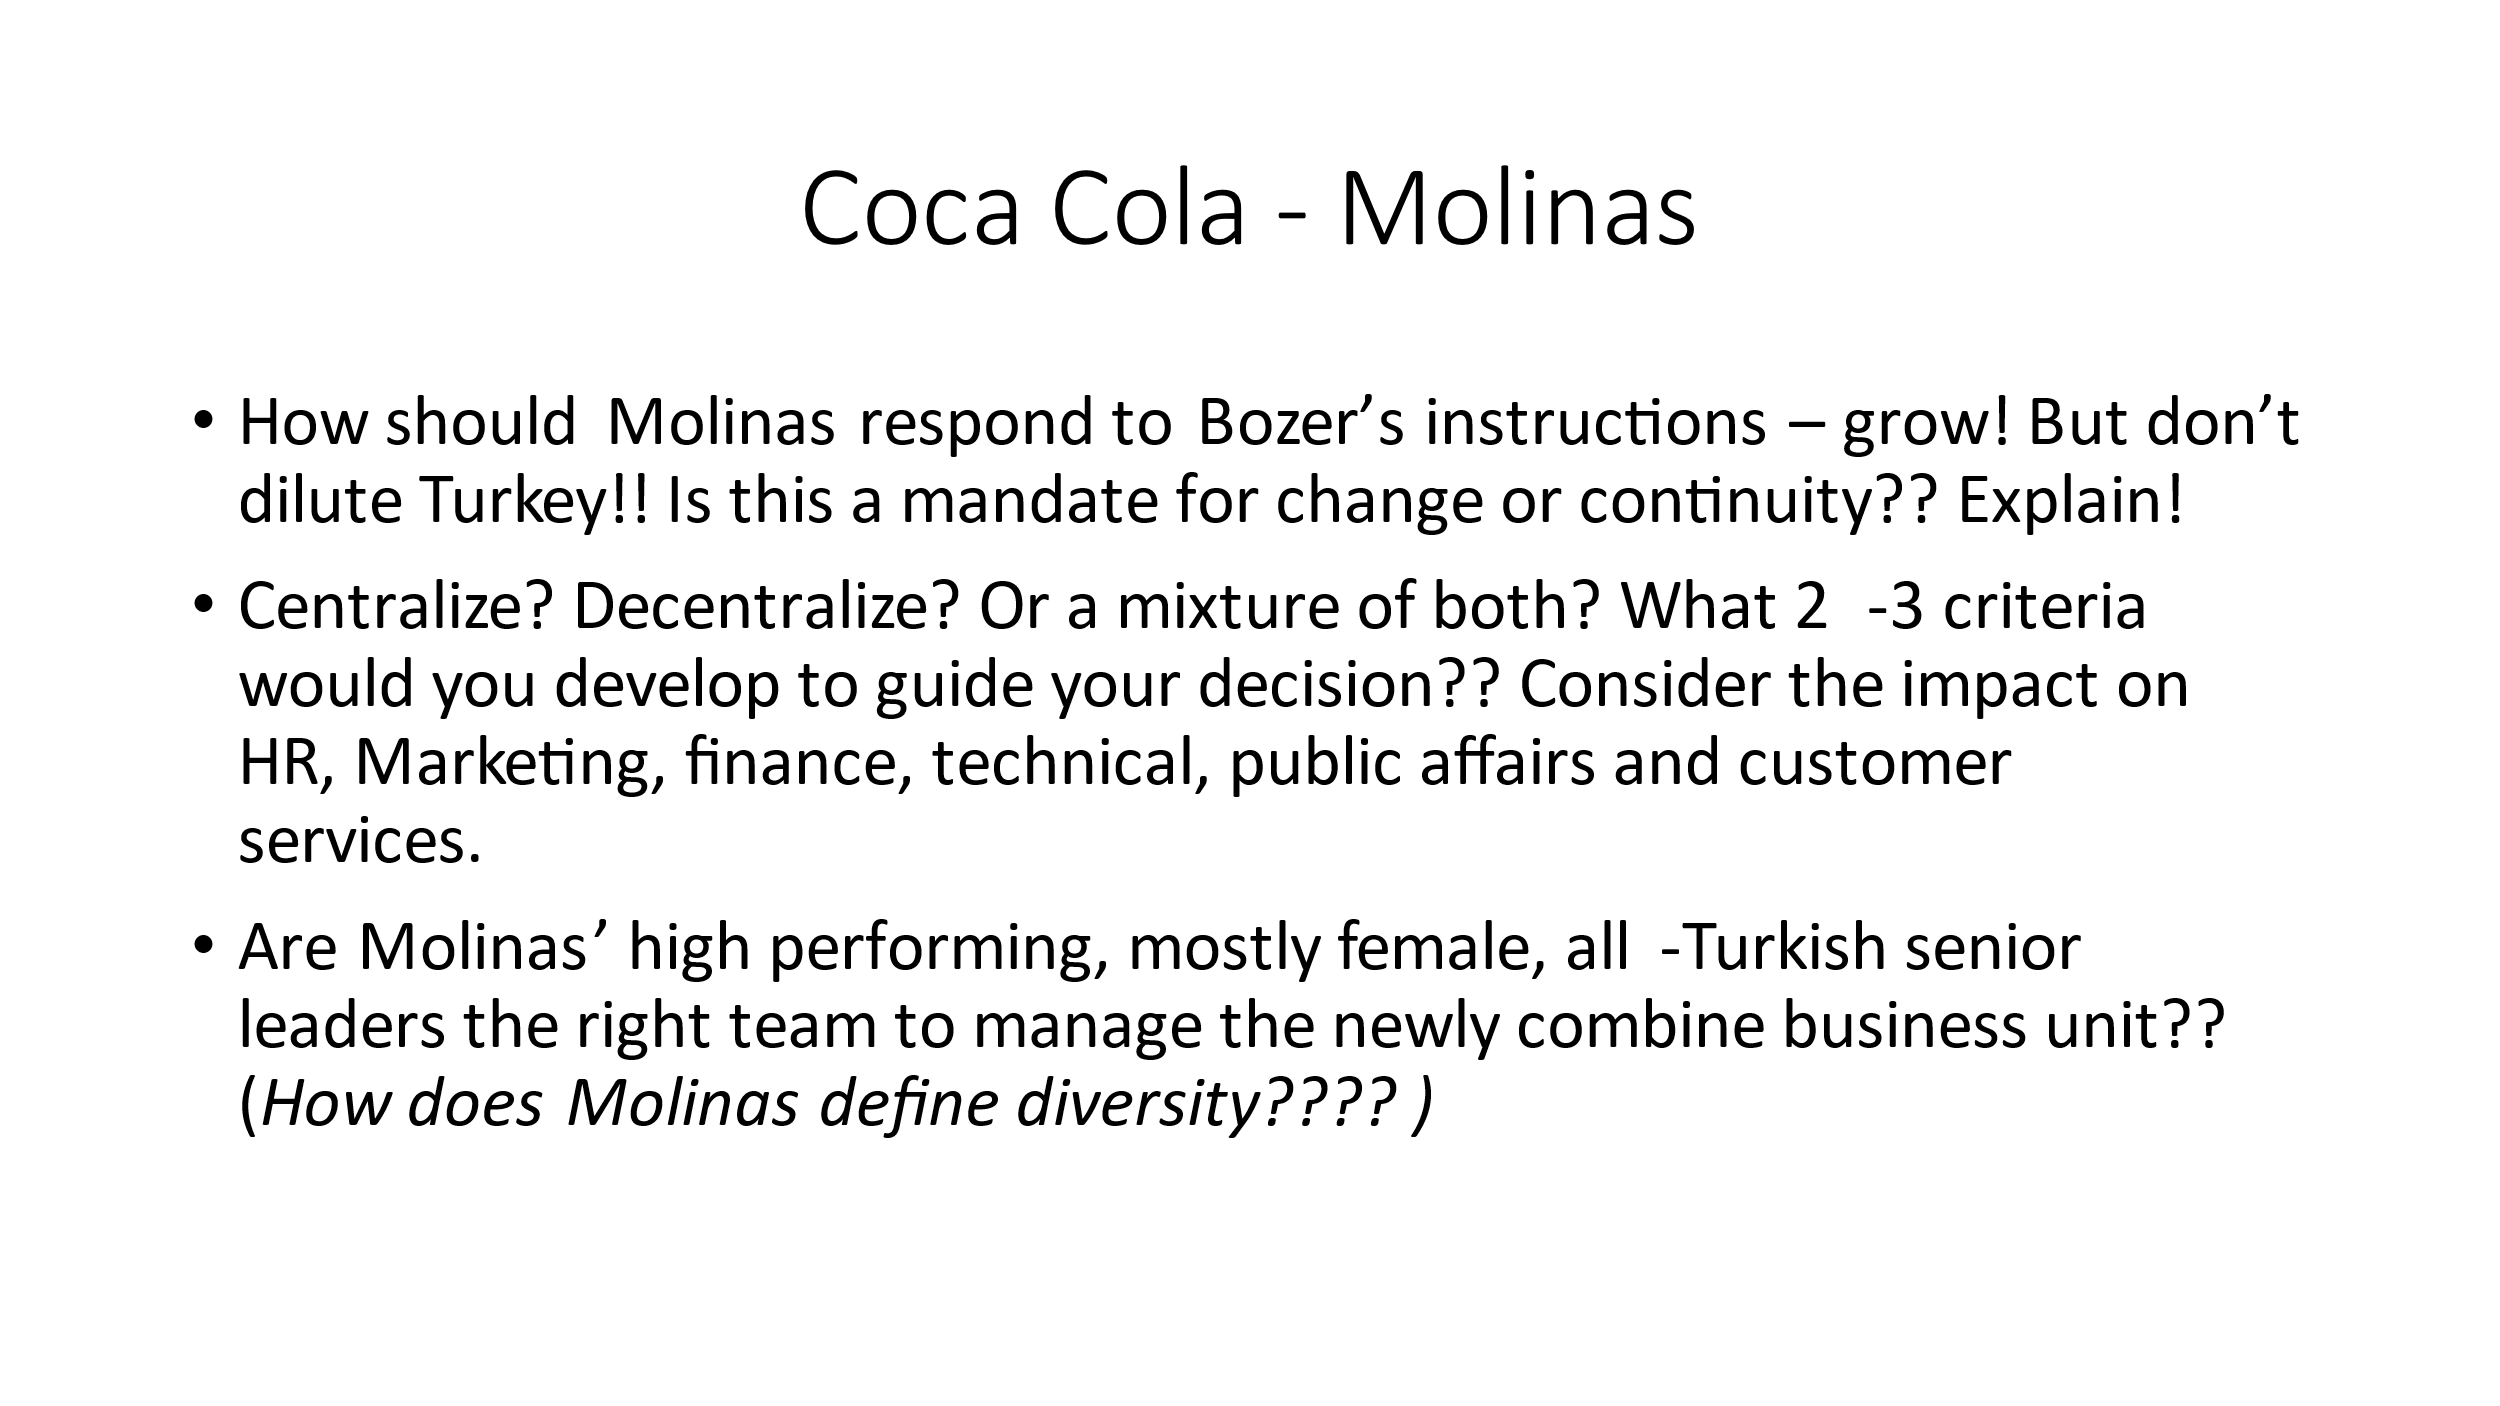 Coca Cola - Molinas
• How should Molinas respond to Bozer’s instructions – grow! But don’t
dilute Turkey!! Is this a mandate for change or continuity?? Explain!
• Centralize? Decentralize? Or a mixture of both? What 2 -3 criteria
would you develop to guide your decision?? Consider the impact on
HR, Marketing, finance, technical, public affairs and customer
services.
• Are Molinas’ high performing, mostly female, all -Turkish senior
leaders the right team to manage the newly combine business unit??
(How does Molinas define diversity???? )